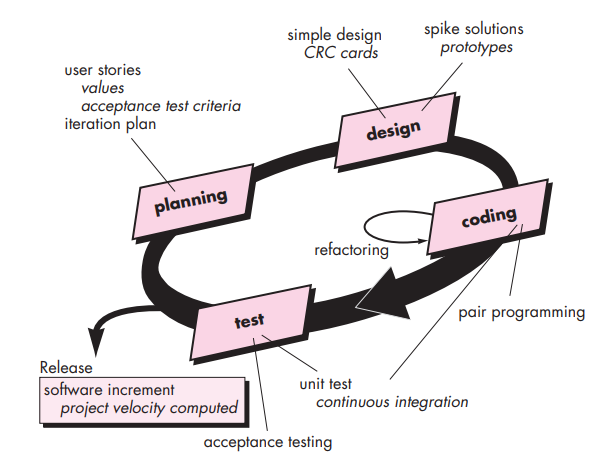 simple design
CRC cards
spike solutions
prototypes
user stories
values
acceptance test criteria
iteration plan
design
planning
coding
refactoring
test
pair programming
Release
software increment
project velocity computed
unit test
continuous integration
acceptance testing